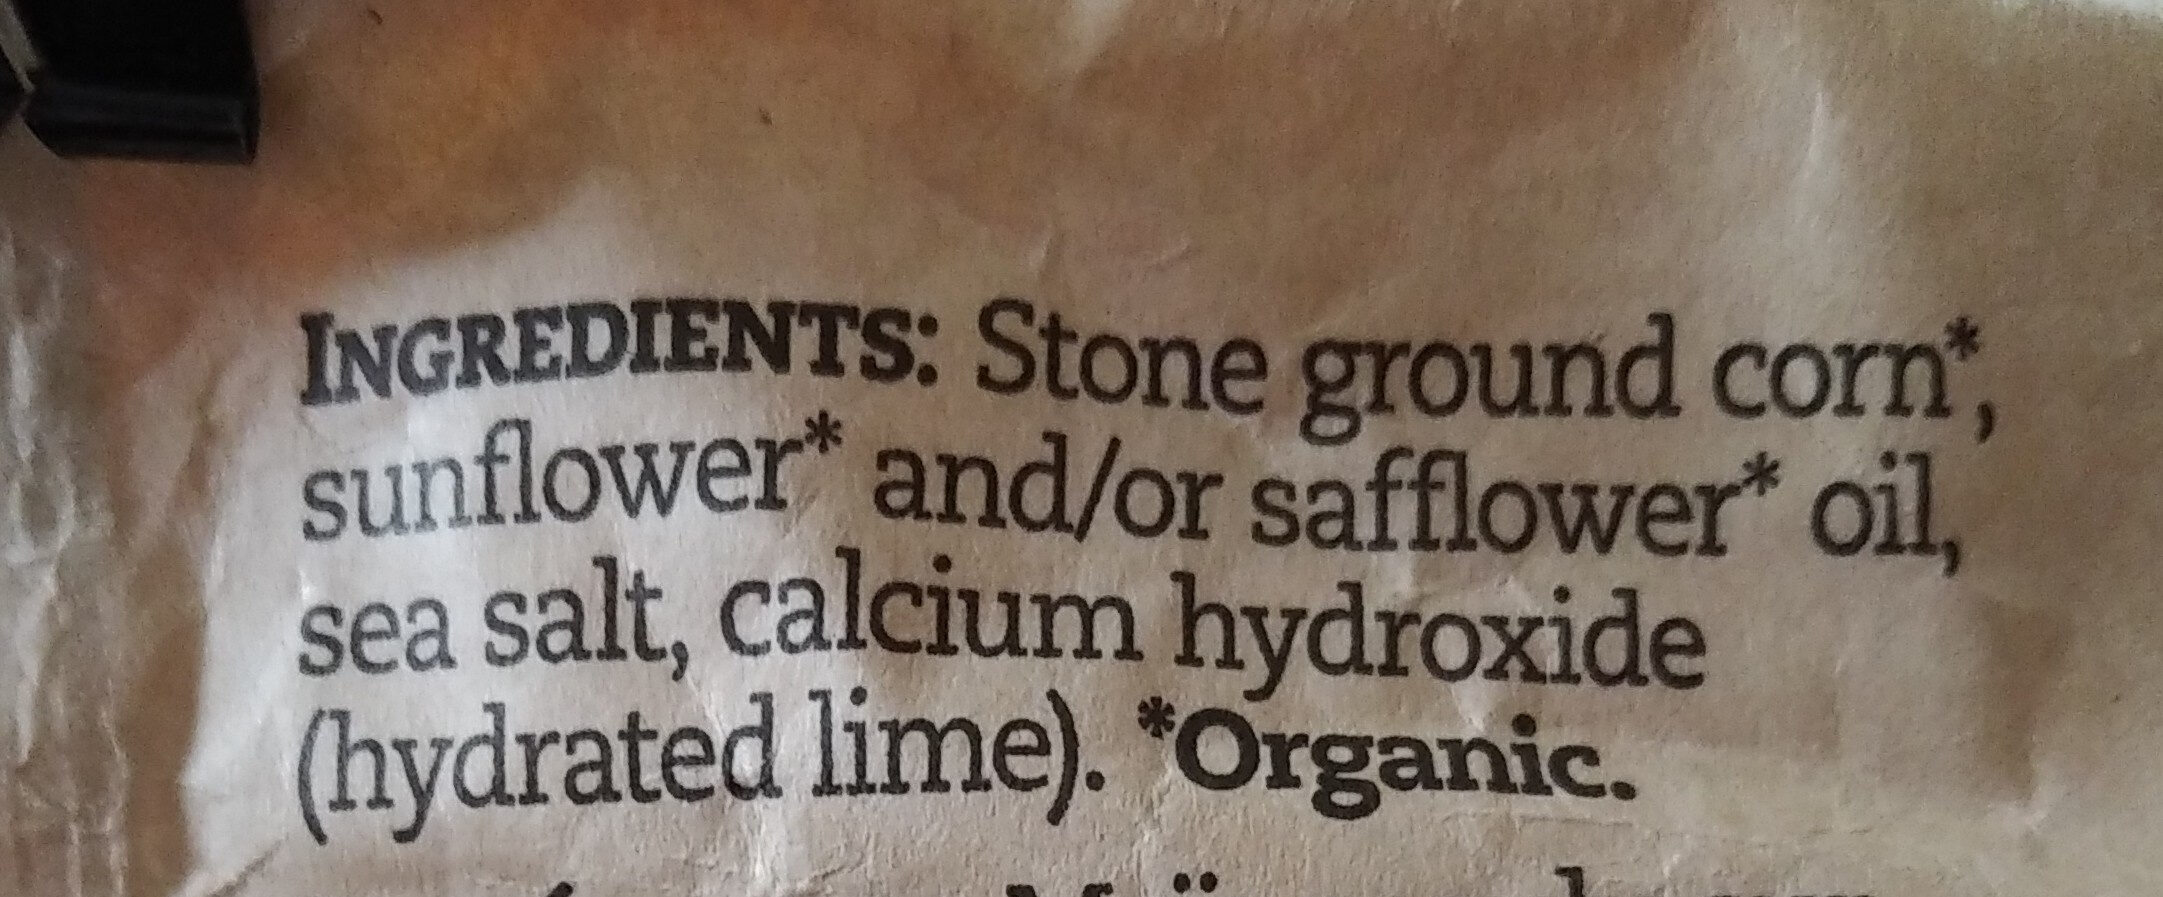 INGREDIENTS: Stone ground corn*,
sunflower* and/or safflower* oil,
sea salt, calcium hydroxide
(hydrated lime). *Organic.